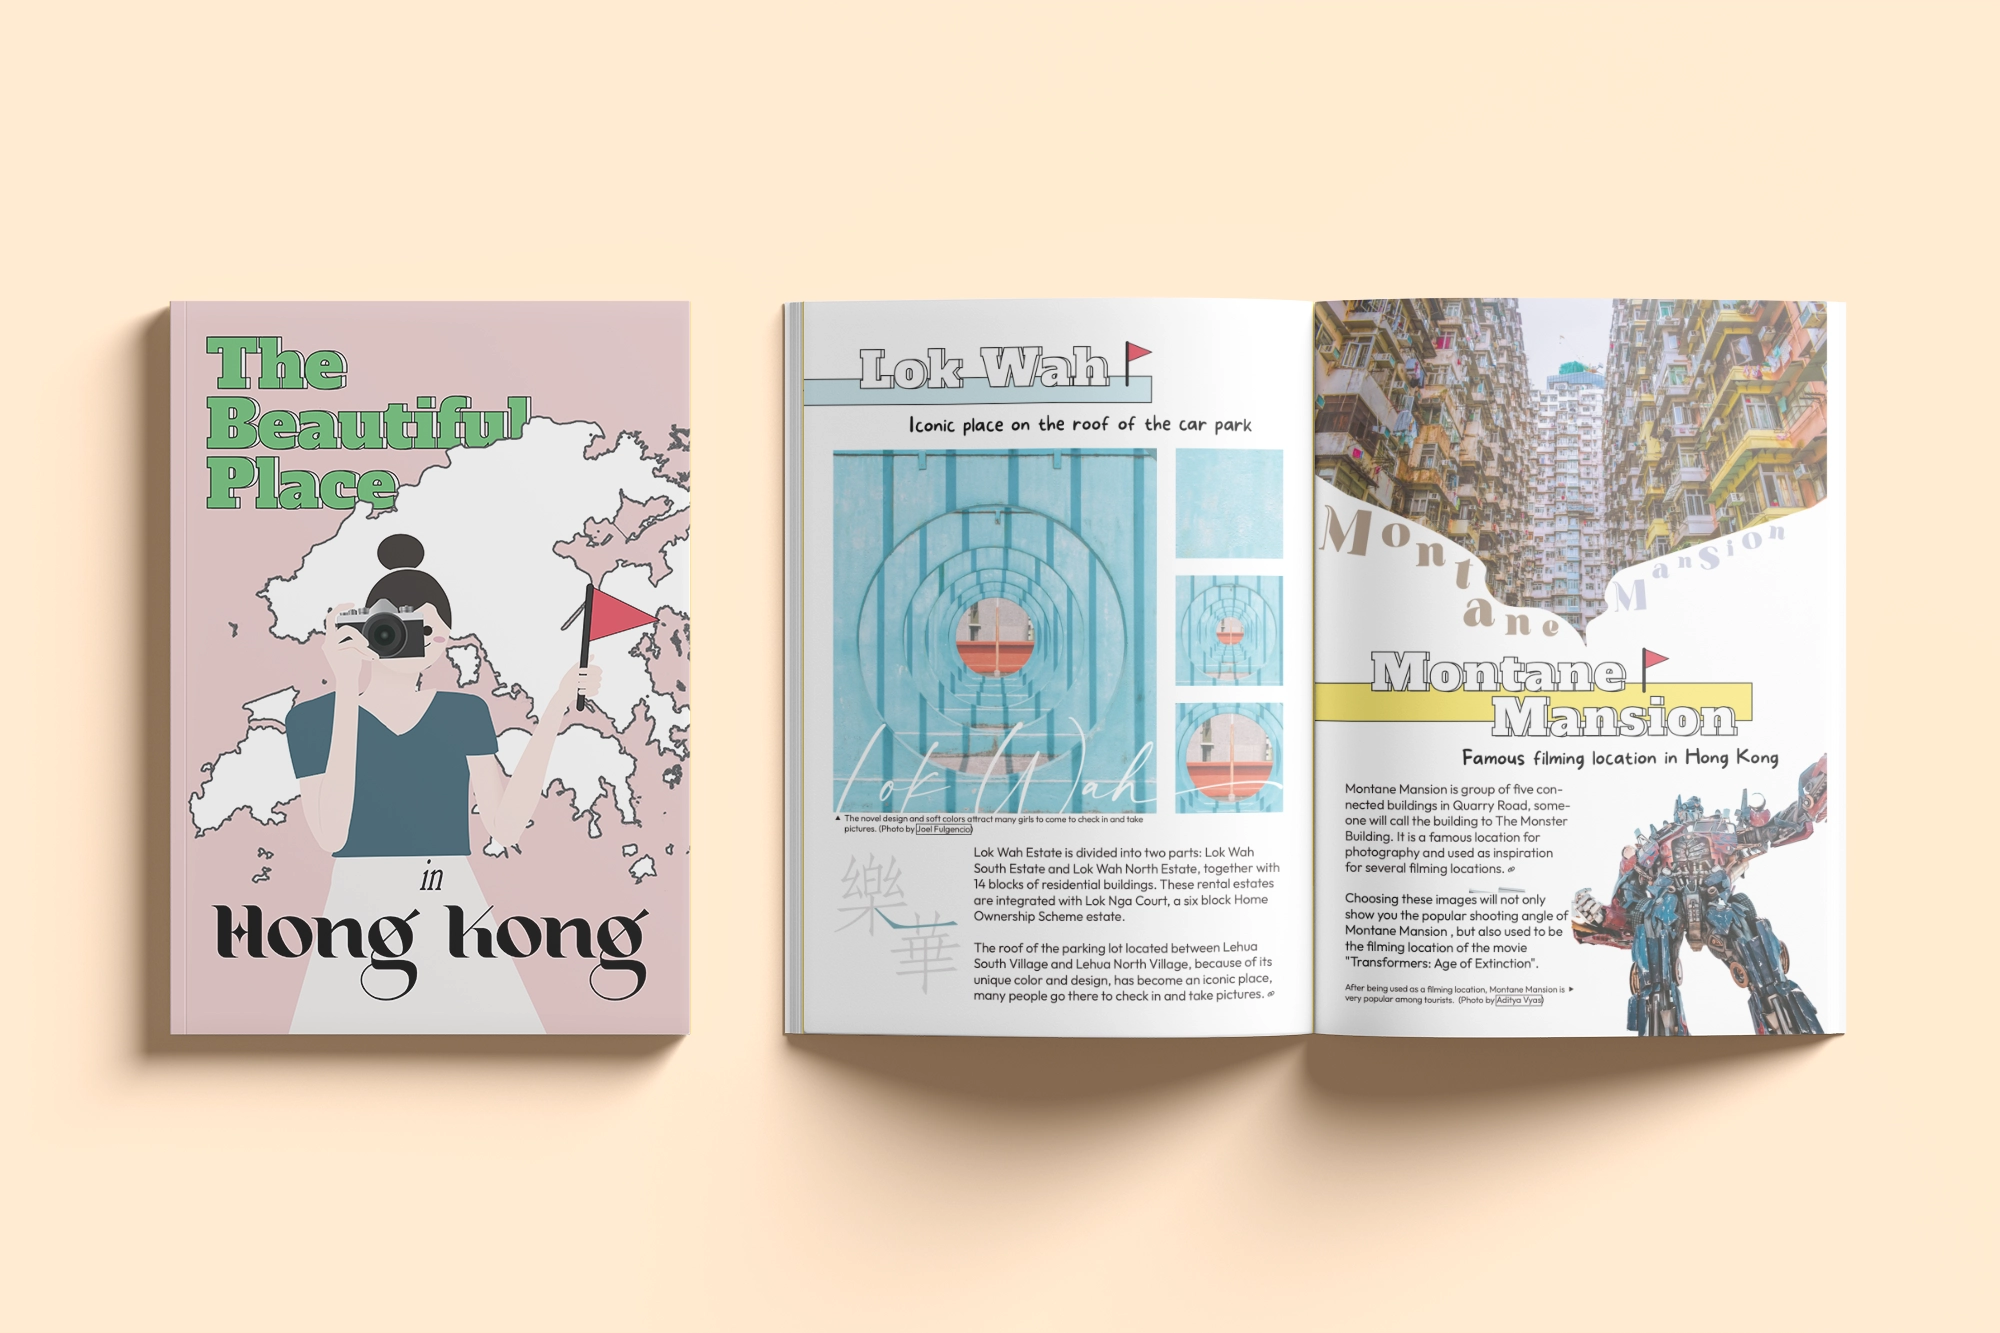 The
Beautiful
Place
in
Hong Kong
Lok Wah
Iconic place on the roof of the car park
Lok Wah
▲ The novel design and soft colors attract many girls to come to check in and take
pictures. (Photo by Joel Fulgencio)
樂
華
Lok Wah Estate is divided into two parts: Lok Wah
South Estate and Lok Wah North Estate, together with
14 blocks of residential buildings. These rental estates
are integrated with Lok Nga Court, a six block Home
Ownership Scheme estate.
The roof of the parking lot located between Lehua
South Village and Lehua North Village, because of its
unique color and design, has become an iconic place,
many people go there to check in and take pictures.
Montane Mansion
Montane
Mansion
Famous filming location in Hong Kong
Montane Mansion is group of five con-
nected buildings in Quarry Road, some-
one will call the building to The Monster
Building. It is a famous location for
photography and used as inspiration
for several filming locations.
Choosing these images will not only
show you the popular shooting angle of
Montane Mansion , but also used to be
the filming location of the movie
"Transformers: Age of Extinction".
After being used as a filming location, Montane Mansion is ▶
very popular among tourists. (Photo by Aditya Vyas)